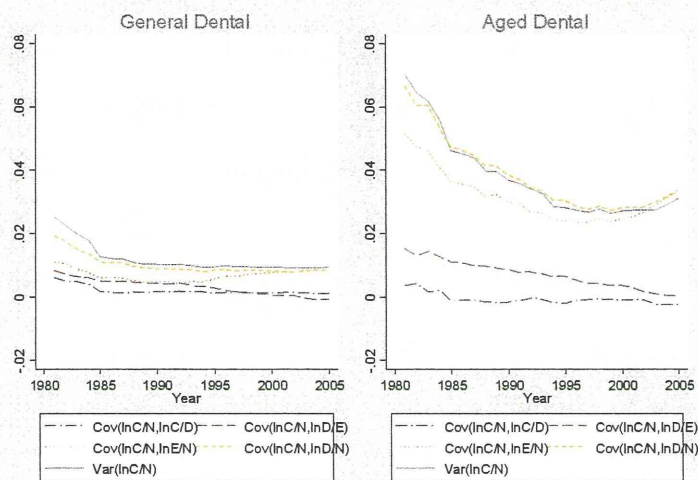 General Dental
Aged Dental
.08
.06
.04
.02
0
-.02
1980 1985 1990 1995 2000 2005
Year
.08
.06
.04
.02
0
-.02
1980 1985 1990 1995 2000 2005
Year
Cov(lnC/N,lnC/D) Cov(lnC/N,lnD/E)
Cov(lnC/N,lnE/N) Cov(lnC/N,lnD/N)
Var(lnC/N)
Cov(lnC/N,lnC/D) Cov(lnC/N,lnD/E)
Cov(lnC/N,lnE/N) Cov(lnC/N,lnD/N)
Var(lnC/N)